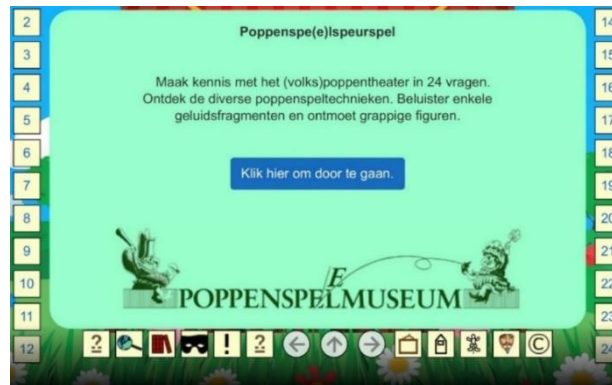 Poppenspe(e)lspeurspel
Maak kennis met het (volks)poppentheater in 24 vragen.
Ontdek de diverse poppenspeltechnieken. Beluister enkele
geluidsfragmenten en ontmoet grappige figuren.
Klik hier om door te gaan.
E
POPPENSPELMUSEUM
2
3
4
5
6
7
8
9
10
11
12
14
15
16
17
18
19
20
21
22
23
24
? ! ? ©